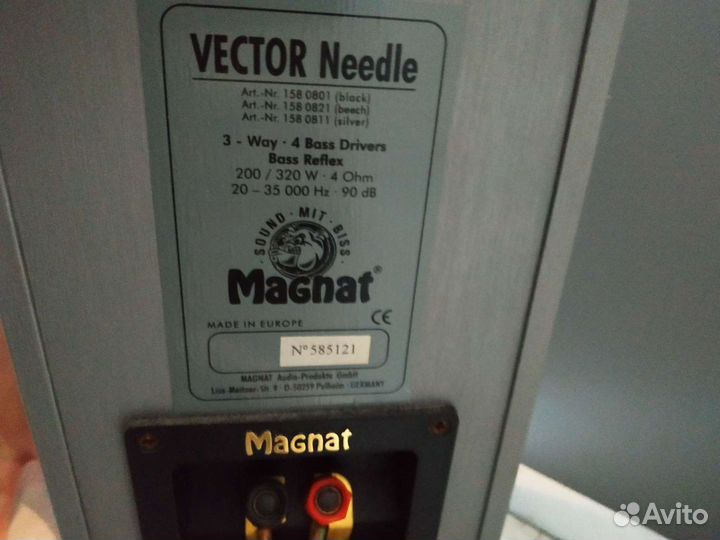 VECTOR Needle
Art.-Nr. 158 0801 (black)
Art.-Nr. 158 0821 (beech)
Art.-Nr. 158 0811 (silver)
3 - Way · 4 Bass Drivers
Bass Reflex
200 / 320 W · 4 Ohm
20 – 35 000 Hz · 90 dB
SOUND · MIT · BISS
Magnat®
MADE IN EUROPE CE
Nº 585121
MAGNAT Audio-Produkte GmbH
Lise-Meitner-Str. 9 · D-50259 Pulheim · GERMANY
Magnat
Avito